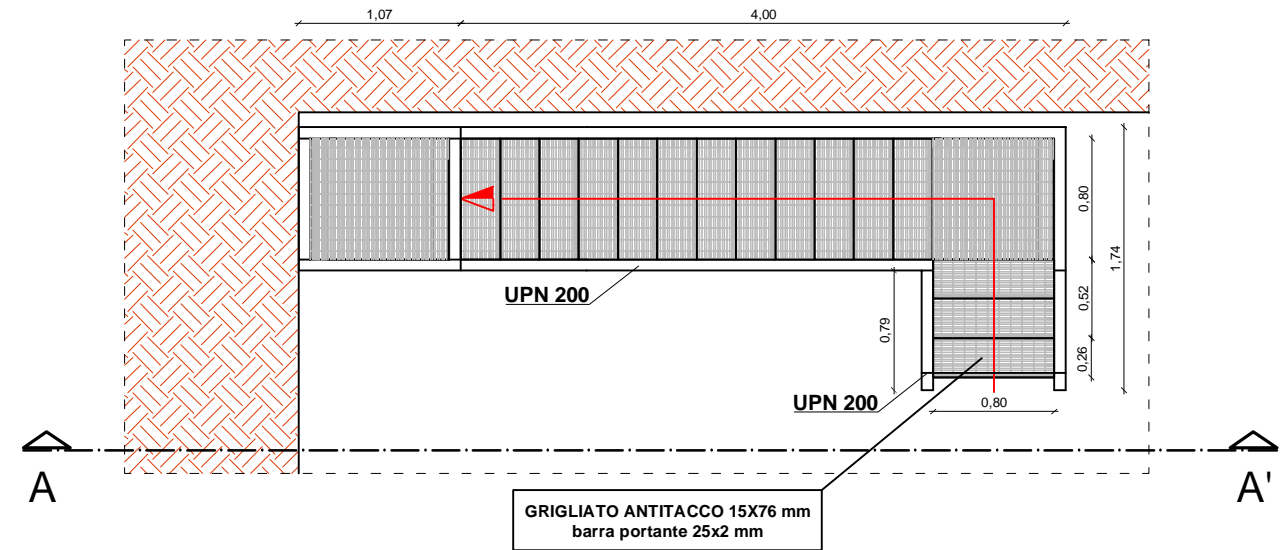 1,07
4,00
0,80
1,74
UPN 200
0,52
0,79
0,26
UPN 200
0,80
A
A'
GRIGLIATO ANTITACCO 15X76 mm
barra portante 25x2 mm